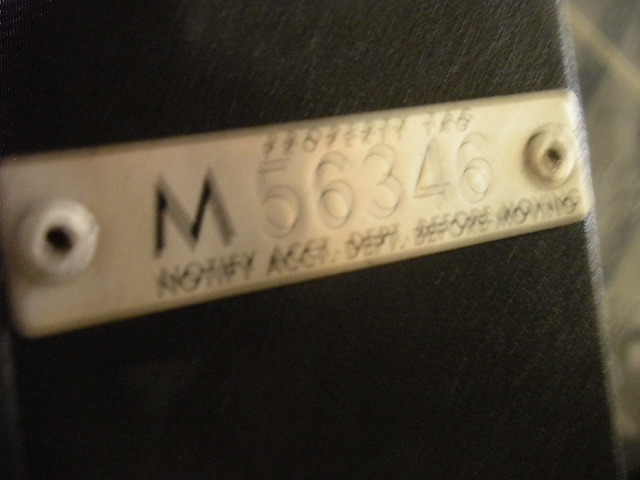 PROPERTY TAG
M 56346
NOTIFY ACCT. DEPT. BEFORE MOVING